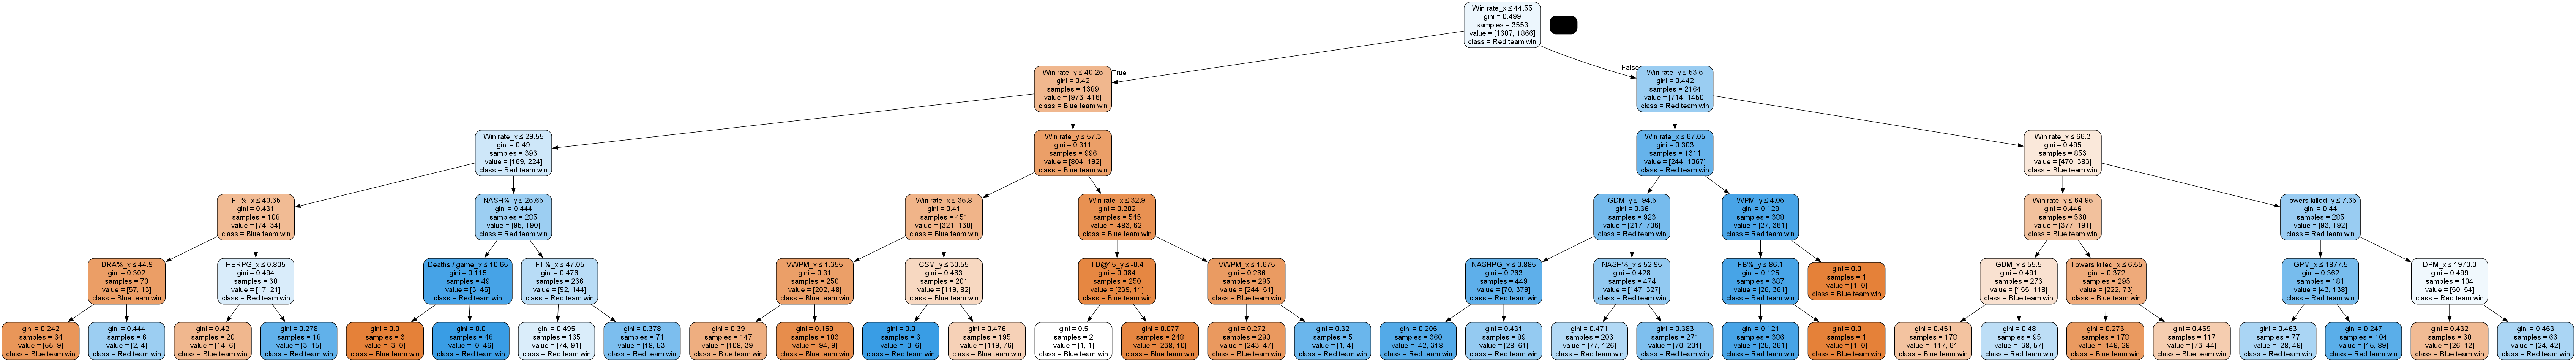 Win rate_x ≤ 44.55
gini = 0.499
samples = 3553
value = [1687, 1866]
class = Red team win
True
False
Win rate_y ≤ 40.25
gini = 0.42
samples = 1389
value = [973, 416]
class = Blue team win
Win rate_y ≤ 53.5
gini = 0.442
samples = 2164
value = [714, 1450]
class = Red team win
Win rate_x ≤ 29.55
gini = 0.49
samples = 393
value = [169, 224]
class = Red team win
Win rate_y ≤ 57.3
gini = 0.311
samples = 996
value = [804, 192]
class = Blue team win
Win rate_x ≤ 67.05
gini = 0.303
samples = 1311
value = [244, 1067]
class = Red team win
Win rate_x ≤ 66.3
gini = 0.495
samples = 853
value = [470, 383]
class = Blue team win
FT%_x ≤ 40.35
gini = 0.431
samples = 108
value = [74, 34]
class = Blue team win
NASH%_y ≤ 25.65
gini = 0.444
samples = 285
value = [95, 190]
class = Red team win
Win rate_x ≤ 35.8
gini = 0.41
samples = 451
value = [321, 130]
class = Blue team win
Win rate_x ≤ 32.9
gini = 0.202
samples = 545
value = [483, 62]
class = Blue team win
GDM_y ≤ -94.5
gini = 0.36
samples = 923
value = [217, 706]
class = Red team win
WPM_y ≤ 4.05
gini = 0.129
samples = 388
value = [27, 361]
class = Red team win
Win rate_y ≤ 64.95
gini = 0.446
samples = 568
value = [377, 191]
class = Blue team win
Towers killed_y ≤ 7.35
gini = 0.44
samples = 285
value = [93, 192]
class = Red team win
DRA%_x ≤ 44.9
gini = 0.302
samples = 70
value = [57, 13]
class = Blue team win
HERPG_x ≤ 0.805
gini = 0.494
samples = 38
value = [17, 21]
class = Red team win
Deaths / game_x ≤ 10.65
gini = 0.115
samples = 49
value = [3, 46]
class = Red team win
FT%_x ≤ 47.05
gini = 0.476
samples = 236
value = [92, 144]
class = Red team win
VWPM_x ≤ 1.355
gini = 0.31
samples = 250
value = [202, 48]
class = Blue team win
CSM_y ≤ 30.55
gini = 0.483
samples = 201
value = [119, 82]
class = Blue team win
TD@15_y ≤ -0.4
gini = 0.084
samples = 250
value = [239, 11]
class = Blue team win
VWPM_x ≤ 1.675
gini = 0.286
samples = 295
value = [244, 51]
class = Blue team win
NASHPG_x ≤ 0.885
gini = 0.263
samples = 449
value = [70, 379]
class = Red team win
NASH%_x ≤ 52.95
gini = 0.428
samples = 474
value = [147, 327]
class = Red team win
FB%_y ≤ 86.1
gini = 0.125
samples = 387
value = [26, 361]
class = Red team win
gini = 0.0
samples = 1
value = [1, 0]
class = Blue team win
GDM_x ≤ 55.5
gini = 0.491
samples = 273
value = [155, 118]
class = Blue team win
Towers killed_x ≤ 6.55
gini = 0.372
samples = 295
value = [222, 73]
class = Blue team win
GPM_x ≤ 1877.5
gini = 0.362
samples = 181
value = [43, 138]
class = Red team win
DPM_x ≤ 1970.0
gini = 0.499
samples = 104
value = [50, 54]
class = Red team win
gini = 0.242
samples = 64
value = [55, 9]
class = Blue team win
gini = 0.444
samples = 6
value = [2, 4]
class = Red team win
gini = 0.42
samples = 20
value = [14, 6]
class = Blue team win
gini = 0.278
samples = 18
value = [3, 15]
class = Red team win
gini = 0.0
samples = 3
value = [3, 0]
class = Blue team win
gini = 0.0
samples = 46
value = [0, 46]
class = Red team win
gini = 0.495
samples = 165
value = [74, 91]
class = Red team win
gini = 0.378
samples = 71
value = [18, 53]
class = Red team win
gini = 0.39
samples = 147
value = [108, 39]
class = Blue team win
gini = 0.159
samples = 103
value = [94, 9]
class = Blue team win
gini = 0.0
samples = 6
value = [0, 6]
class = Red team win
gini = 0.476
samples = 195
value = [119, 76]
class = Blue team win
gini = 0.5
samples = 2
value = [1, 1]
class = Blue team win
gini = 0.077
samples = 248
value = [238, 10]
class = Blue team win
gini = 0.272
samples = 290
value = [243, 47]
class = Blue team win
gini = 0.32
samples = 5
value = [1, 4]
class = Red team win
gini = 0.206
samples = 360
value = [42, 318]
class = Red team win
gini = 0.431
samples = 89
value = [28, 61]
class = Red team win
gini = 0.471
samples = 203
value = [77, 126]
class = Red team win
gini = 0.383
samples = 271
value = [70, 201]
class = Red team win
gini = 0.121
samples = 386
value = [25, 361]
class = Red team win
gini = 0.0
samples = 1
value = [1, 0]
class = Blue team win
gini = 0.451
samples = 178
value = [117, 61]
class = Blue team win
gini = 0.48
samples = 95
value = [38, 57]
class = Red team win
gini = 0.273
samples = 178
value = [149, 29]
class = Blue team win
gini = 0.469
samples = 117
value = [73, 44]
class = Blue team win
gini = 0.463
samples = 77
value = [28, 49]
class = Red team win
gini = 0.247
samples = 104
value = [15, 89]
class = Red team win
gini = 0.432
samples = 38
value = [26, 12]
class = Blue team win
gini = 0.463
samples = 66
value = [24, 42]
class = Red team win